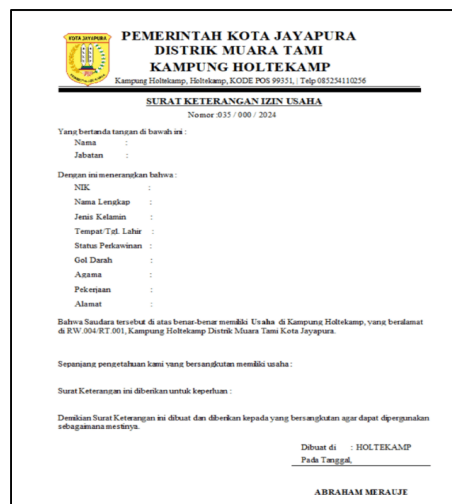 KOTA JAYAPURA
PEMERINTAH KOTA JAYAPURA
DISTRIK MUARA TAMI
KAMPUNG HOLTEKAMP
Kampung Holtekamp, Holtekamp, KODE POS 99351, | Telp 085254110256
SURAT KETERANGAN IZIN USAHA
Nomor :035 / 000 / 2024
Yang bertanda tangan di bawah ini :
Nama :
Jabatan :
Dengan ini menerangkan bahwa :
NIK :
Nama Lengkap :
Jenis Kelamin :
Tempat/Tgl. Lahir :
Status Perkawinan :
Gol Darah :
Agama :
Pekerjaan :
Alamat :
Bahwa Saudara tersebut di atas benar-benar memiliki Usaha di Kampung Holtekamp, yang beralamat
di RW.004/RT.001, Kampung Holtekamp Distrik Muara Tami Kota Jayapura.
Sepanjang pengetahuan kami yang bersangkutan memiliki usaha :
Surat Keterangan ini diberikan untuk keperluan :
Demikian Surat Keterangan ini dibuat dan diberikan kepada yang bersangkutan agar dapat dipergunakan
sebagaimana mestinya.
Dibuat di : HOLTEKAMP
Pada Tanggal,
ABRAHAM MERAUJE